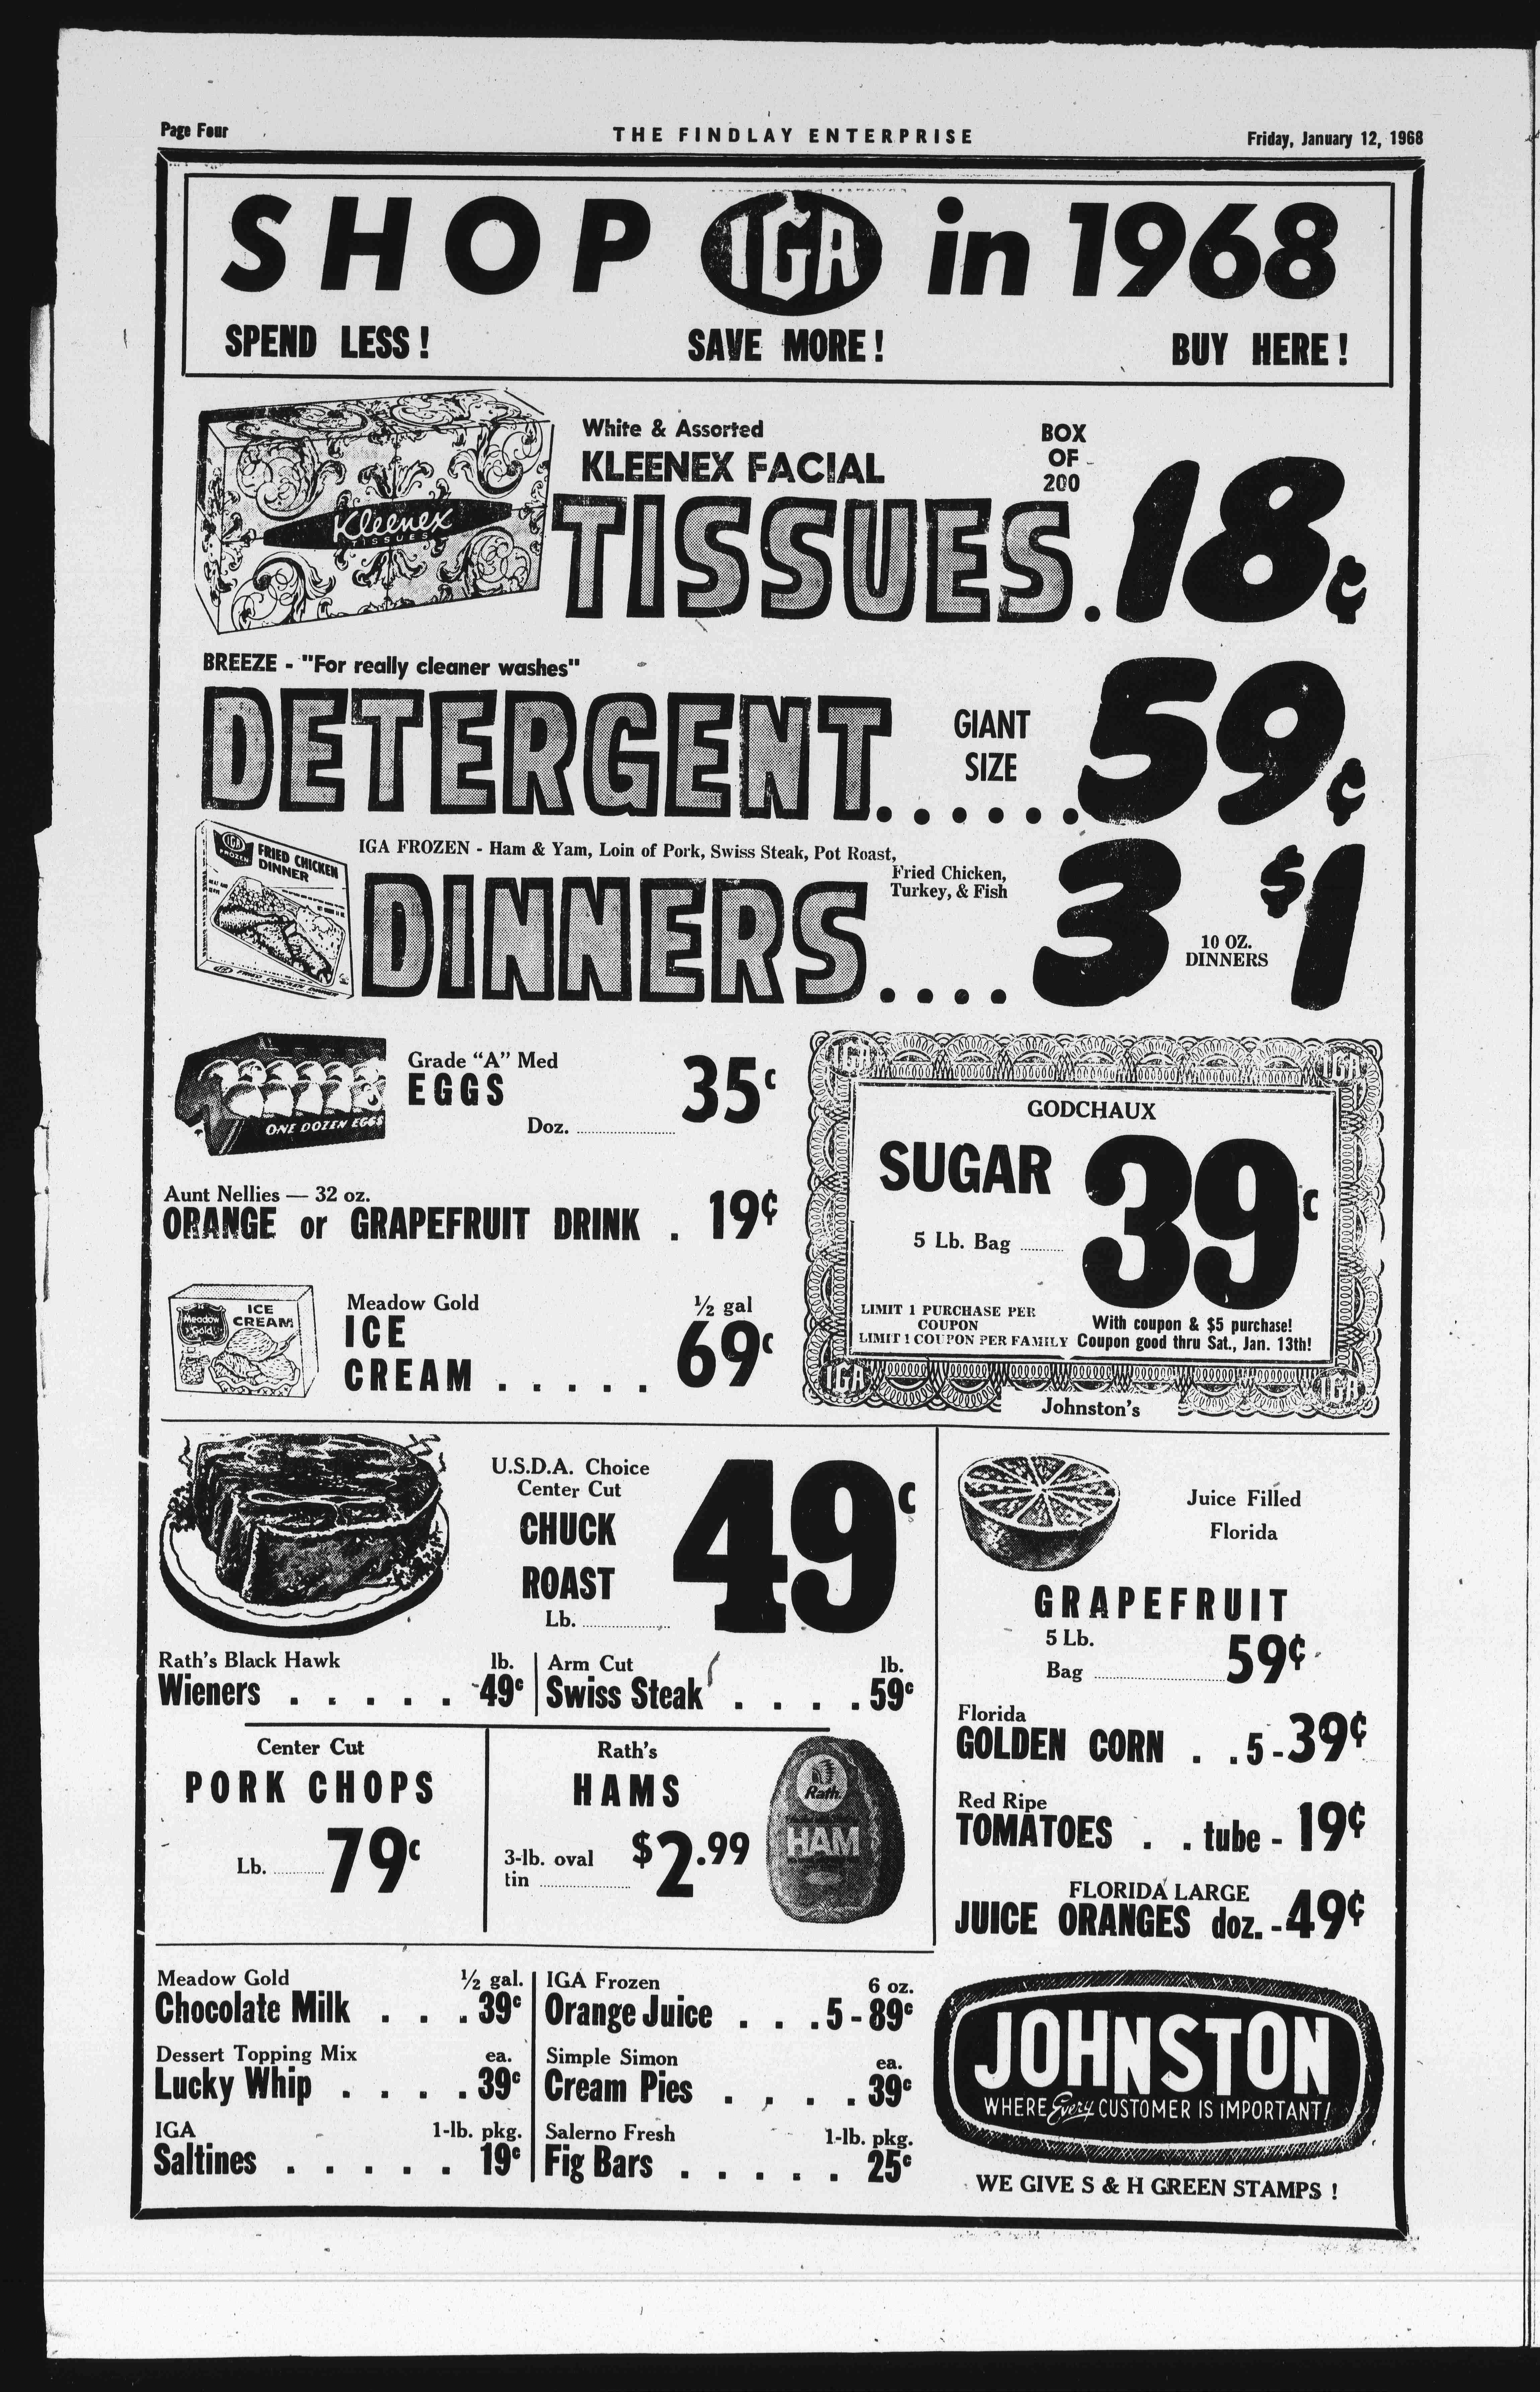 Page Four
THE FINDLAY ENTERPRISE
Friday, January 12, 1968
SHOP IGA in 1968
SPEND LESS! SAVE MORE! BUY HERE!
White & Assorted
KLEENEX FACIAL
TISSUES.
BOX
OF
200
18¢
Kleenex
TISSUES
BREEZE - "For really cleaner washes"
DETERGENT......
GIANT
SIZE
59¢
IGA FROZEN - Ham & Yam, Loin of Pork, Swiss Steak, Pot Roast,
Fried Chicken,
Turkey, & Fish
DINNERS....
3
10 OZ.
DINNERS
$1
IGA
FROZEN
FRIED CHICKEN
DINNER
FRIED CHICKEN DINNER
Grade "A" Med
EGGS
Doz. ........ 35¢
ONE DOZEN EGGS
Aunt Nellies — 32 oz.
ORANGE or GRAPEFRUIT DRINK . 19¢
Meadow Gold
ICE
CREAM . . . . .
½ gal
69¢
Meadow
Gold
ICE
CREAM
IGA IGA
GODCHAUX
SUGAR
5 Lb. Bag ........
39¢
LIMIT 1 PURCHASE PER
COUPON
LIMIT 1 COUPON PER FAMILY
With coupon & $5 purchase!
Coupon good thru Sat., Jan. 13th!
IGA IGA
Johnston's
U.S.D.A. Choice
Center Cut
CHUCK
ROAST
Lb. ........
49¢
Rath's Black Hawk lb.
Wieners . . . . . 49¢
Arm Cut lb.
Swiss Steak . . . . 59¢
Center Cut
PORK CHOPS
Lb. ........ 79¢
Rath's
HAMS
3-lb. oval
tin ........
$2.99
Rath
HAM
Juice Filled
Florida
GRAPEFRUIT
5 Lb.
Bag ........ 59¢
Florida
GOLDEN CORN . . 5-39¢
Red Ripe
TOMATOES . . tube - 19¢
FLORIDA LARGE
JUICE ORANGES doz. - 49¢
Meadow Gold ½ gal.
Chocolate Milk . . . 39¢
Dessert Topping Mix ea.
Lucky Whip . . . . 39¢
IGA 1-lb. pkg.
Saltines . . . . . 19¢
IGA Frozen 6 oz.
Orange Juice . . . 5-89¢
Simple Simon ea.
Cream Pies . . . . 39¢
Salerno Fresh 1-lb. pkg.
Fig Bars . . . . . 25¢
JOHNSTON
WHERE Every CUSTOMER IS IMPORTANT!
WE GIVE S & H GREEN STAMPS !